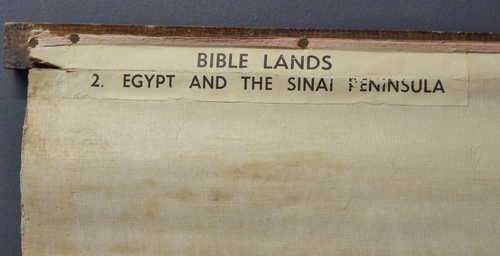 BIBLE LANDS
2. EGYPT AND THE SINAI PENINSULA